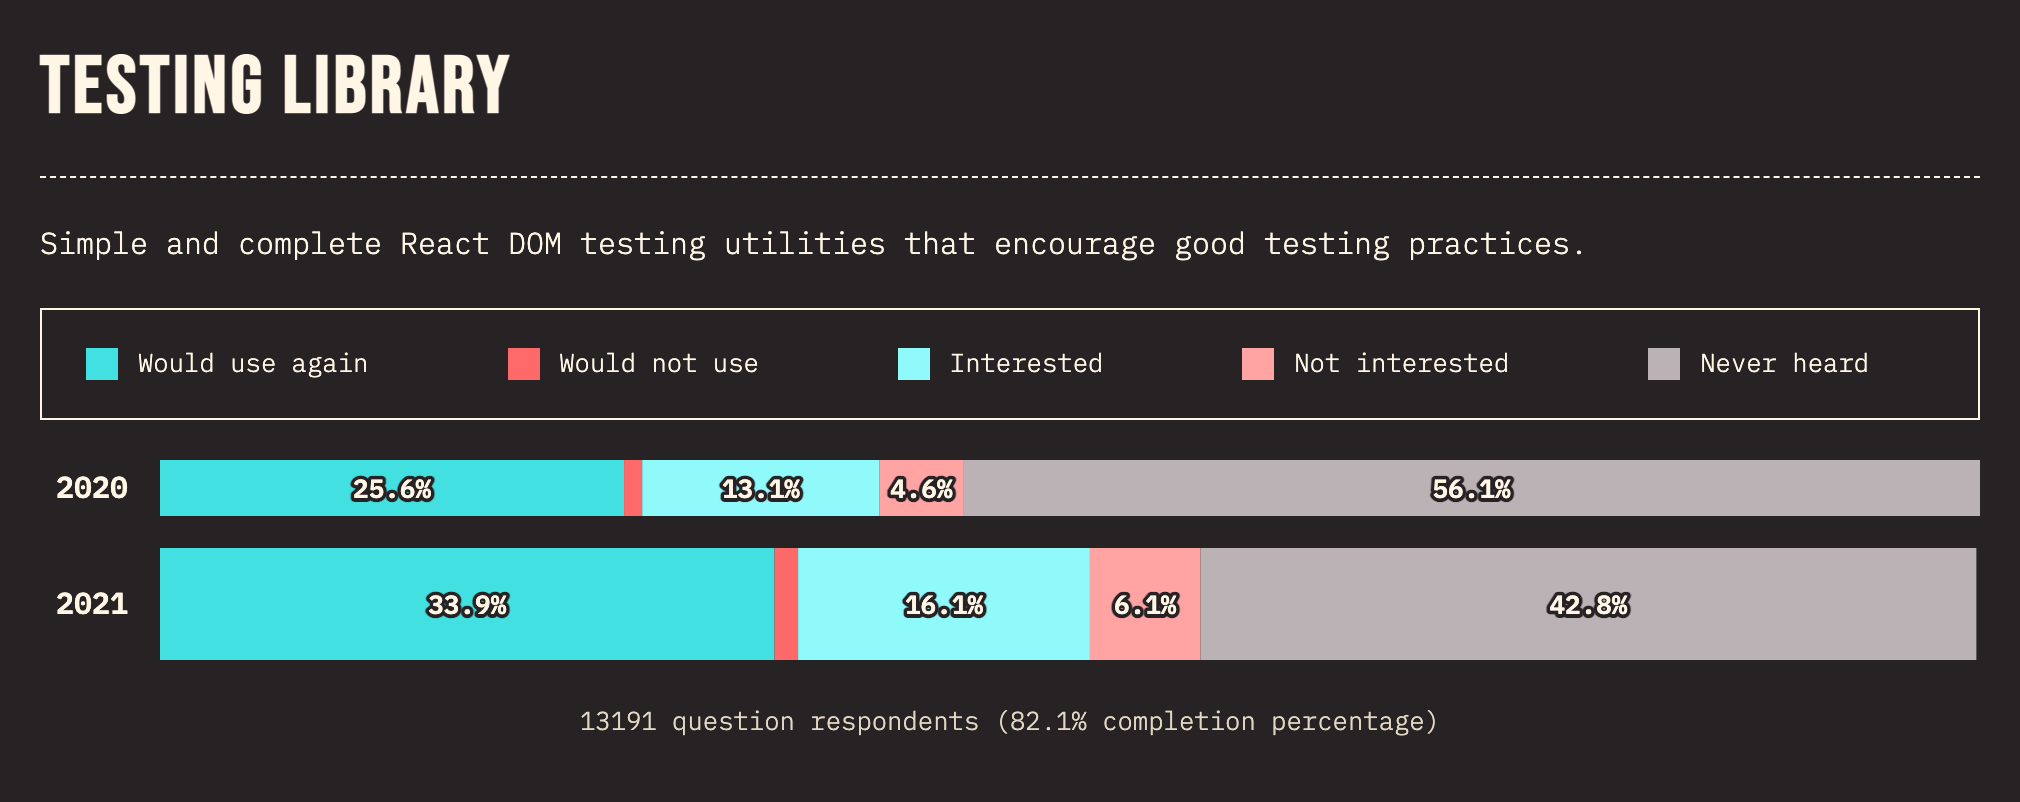 TESTING LIBRARY
Simple and complete React DOM testing utilities that encourage good testing practices.
Would use again Would not use Interested Not interested Never heard
2020 25.6% 13.1% 4.6% 56.1%
2021 33.9% 16.1% 6.1% 42.8%
13191 question respondents (82.1% completion percentage)